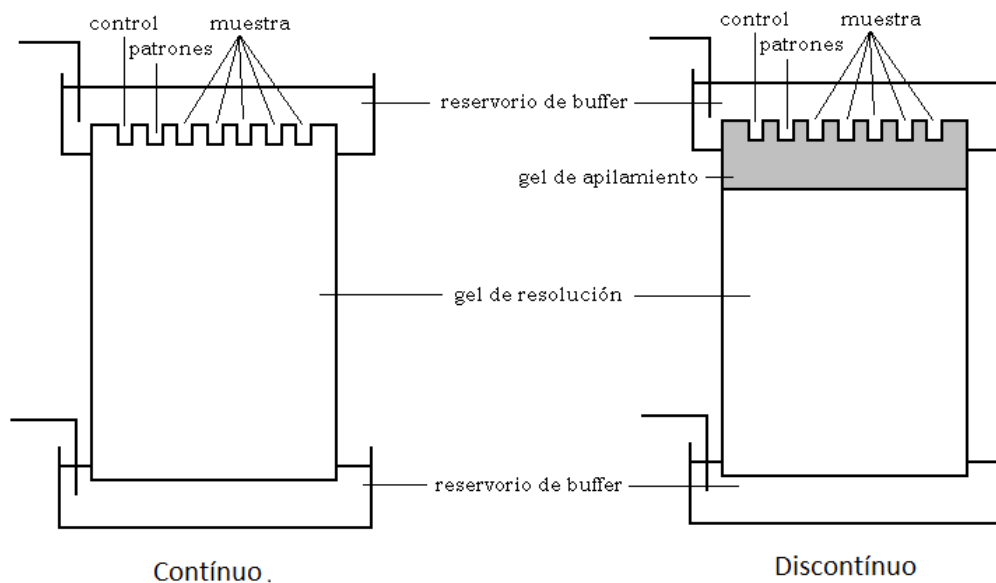 control
muestra
patrones
control
muestra
patrones
reservorio de buffer
gel de apilamiento
gel de resolución
reservorio de buffer
Contínuo.
Discontínuo